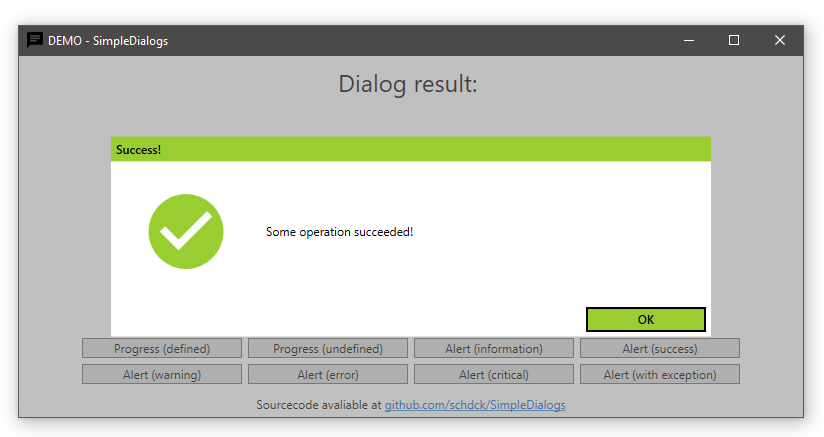 DEMO - SimpleDialogs
Dialog result:
Success!
Some operation succeeded!
OK
Progress (defined) Progress (undefined) Alert (information) Alert (success)
Alert (warning) Alert (error) Alert (critical) Alert (with exception)
Sourcecode avaliable at github.com/schdck/SimpleDialogs